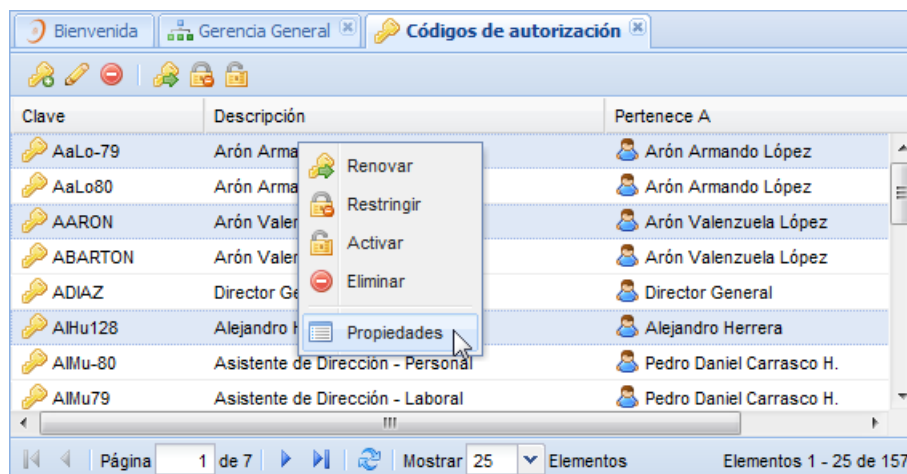 Bienvenida Gerencia General Códigos de autorización
Clave Descripción Pertenece A
AaLo-79 Arón Arma Arón Armando López
Renovar
AaLo80 Arón Arma Arón Armando López
Restringir
AARON Arón Valer Arón Valenzuela López
Activar
ABARTON Arón Valer Arón Valenzuela López
Eliminar
ADIAZ Director Ge Director General
AlHu128 Alejandro H Alejandro Herrera
Propiedades
AlMu-80 Asistente de Dirección - Personal Pedro Daniel Carrasco H.
AlMu79 Asistente de Dirección - Laboral Pedro Daniel Carrasco H.
Página 1 de 7 Mostrar 25 Elementos Elementos 1 - 25 de 157